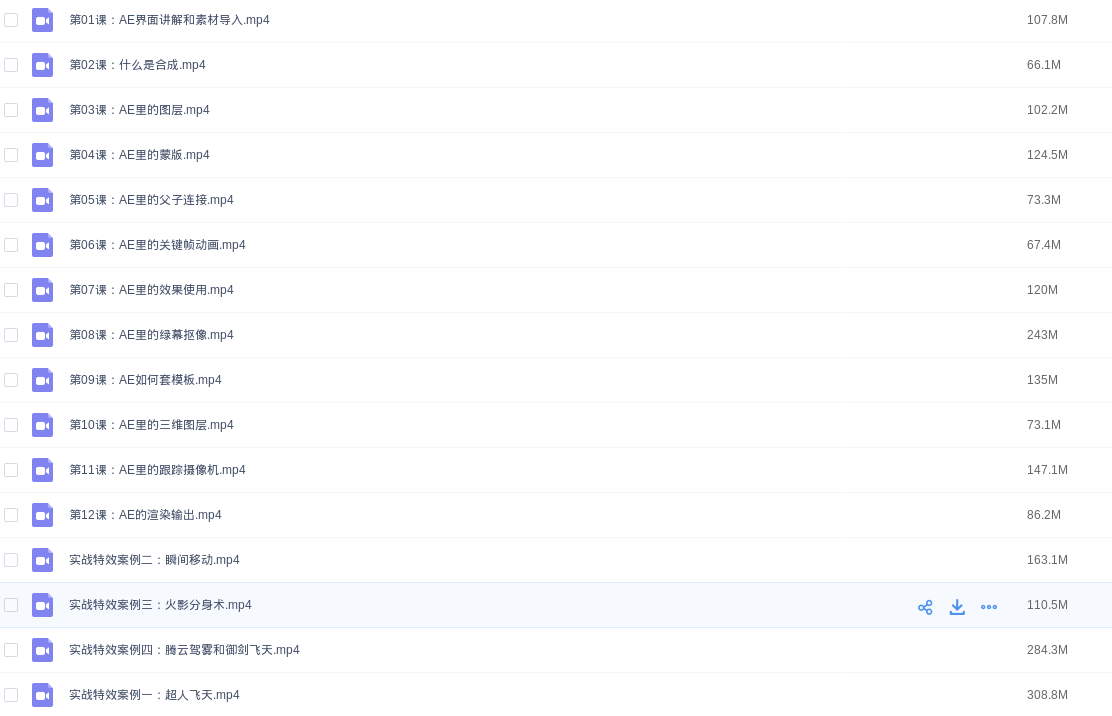 第01课：AE界面讲解和素材导入.mp4 107.8M
第02课：什么是合成.mp4 66.1M
第03课：AE里的图层.mp4 102.2M
第04课：AE里的蒙版.mp4 124.5M
第05课：AE里的父子连接.mp4 73.3M
第06课：AE里的关键帧动画.mp4 67.4M
第07课：AE里的效果使用.mp4 120M
第08课：AE里的绿幕抠像.mp4 243M
第09课：AE如何套模板.mp4 135M
第10课：AE里的三维图层.mp4 73.1M
第11课：AE里的跟踪摄像机.mp4 147.1M
第12课：AE的渲染输出.mp4 86.2M
实战特效案例二：瞬间移动.mp4 163.1M
实战特效案例三：火影分身术.mp4 110.5M
实战特效案例四：腾云驾雾和御剑飞天.mp4 284.3M
实战特效案例一：超人飞天.mp4 308.8M